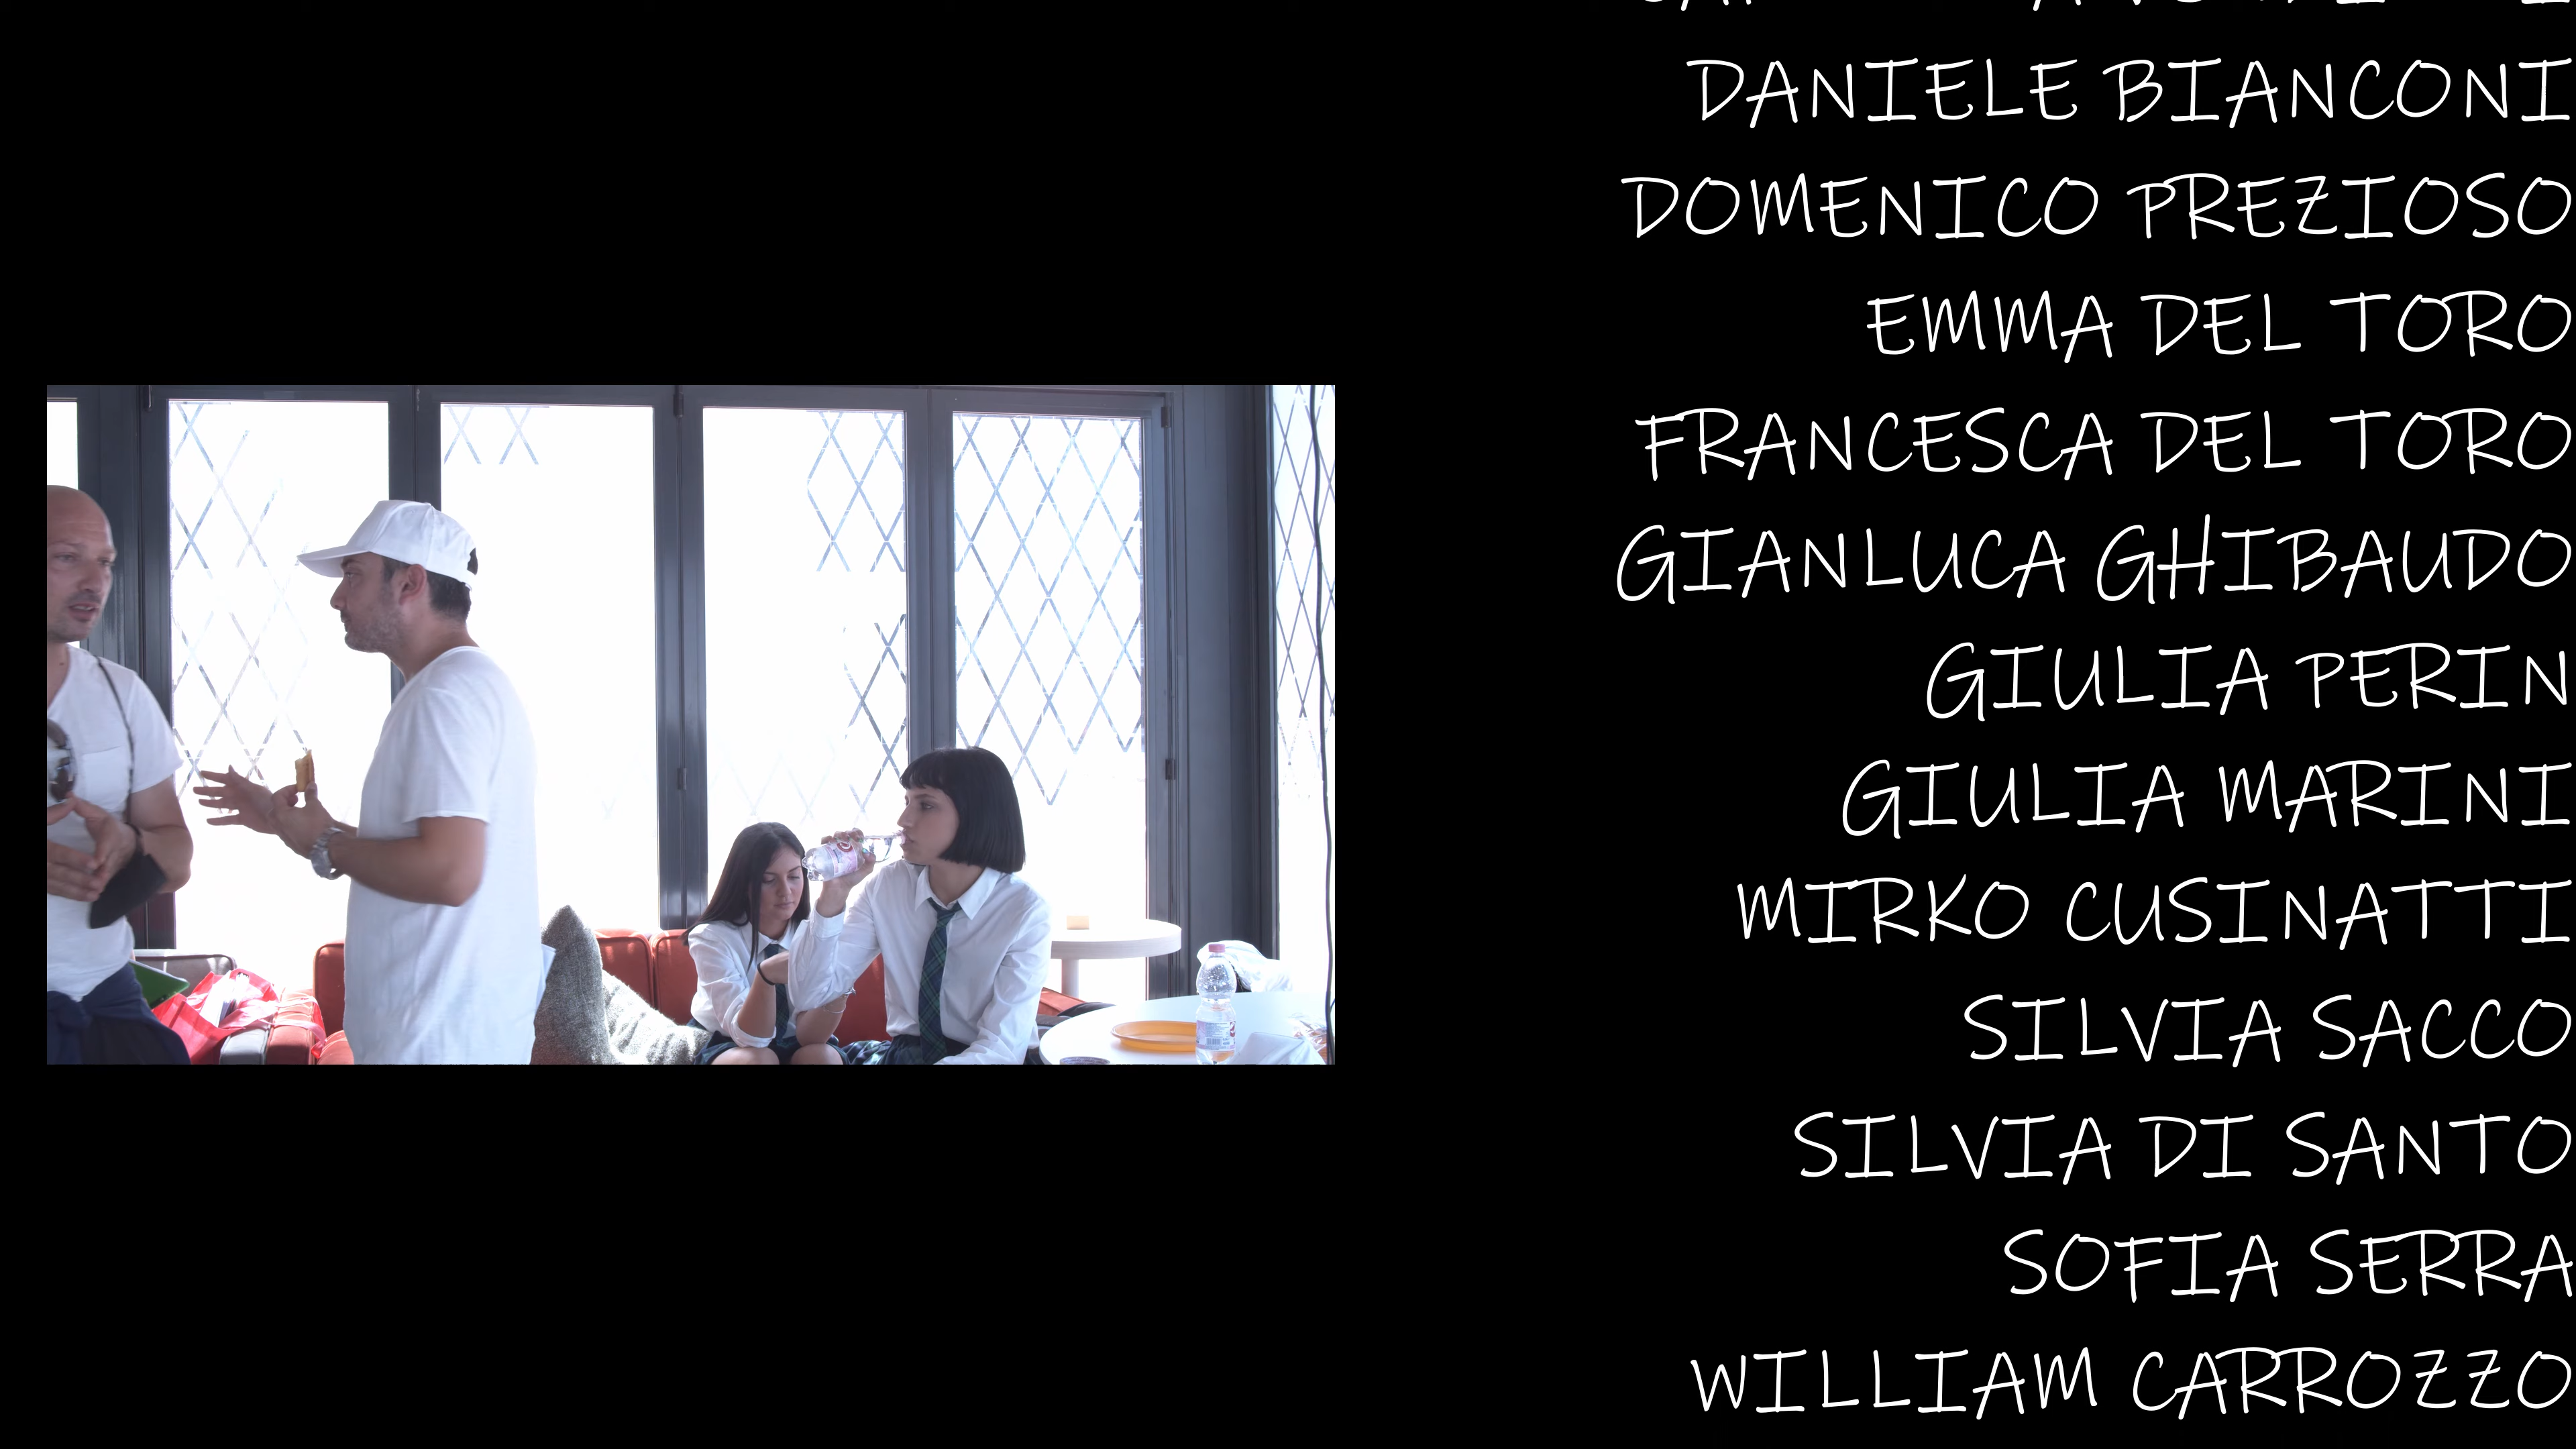 DANIELE BIANCONI
DOMENICO PREZIOSO
EMMA DEL TORO
FRANCESCA DEL TORO
GIANLUCA GHIBAUDO
GIULIA PERIN
GIULIA MARINI
MIRKO CUSINATTI
SILVIA SACCO
SILVIA DI SANTO
SOFIA SERRA
WILLIAM CARROZZO